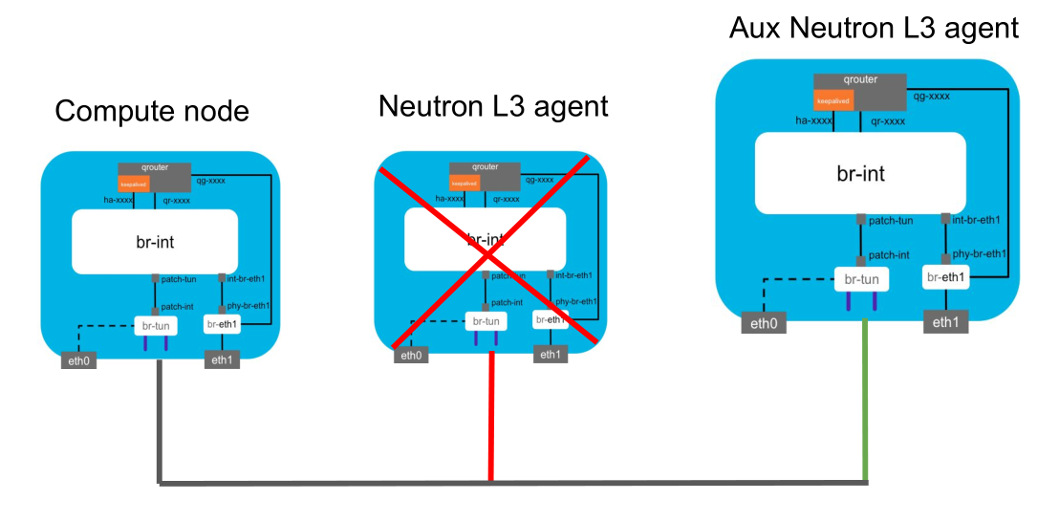 Aux Neutron L3 agent
Compute node
Neutron L3 agent
qrouter
keepalived
qg-xxxx
ha-xxxx
qr-xxxx
br-int
patch-tun
int-br-eth1
patch-int
phy-br-eth1
br-tun
br-eth1
eth0
eth1
qrouter
keepalived
qg-xxxx
ha-xxxx
qr-xxxx
br-int
int-br-eth1
patch-int
phy-br-eth1
br-tun
br-eth1
eth0
eth1
qrouter
keepalived
qg-xxxx
ha-xxxx
qr-xxxx
br-int
patch-tun
int-br-eth1
patch-int
phy-br-eth1
br-tun
br-eth1
eth0
eth1